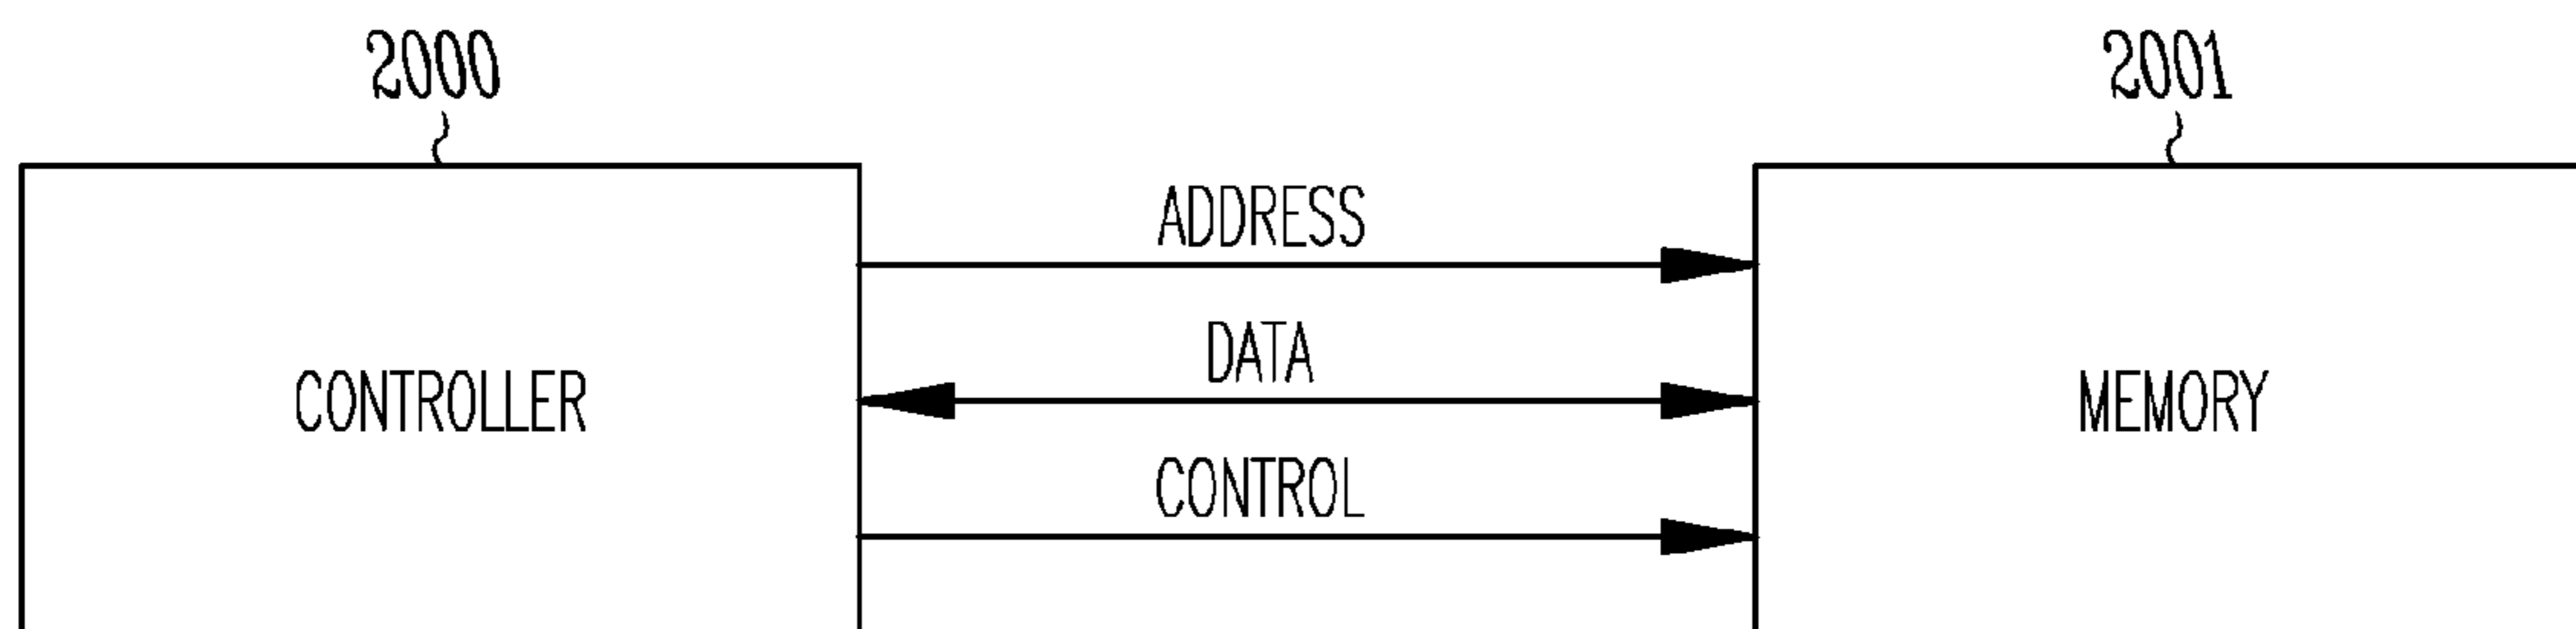 2000
2001
ADDRESS
DATA
CONTROLLER
MEMORY
CONTROL